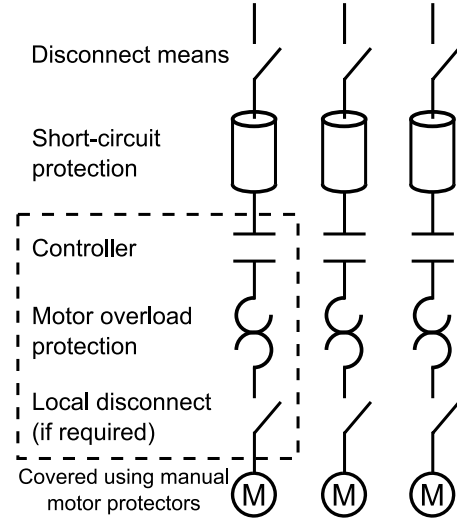 Disconnect means
Short-circuit
protection
Controller
Motor overload
protection
Local disconnect
(if required)
Covered using manual
motor protectors
M M M